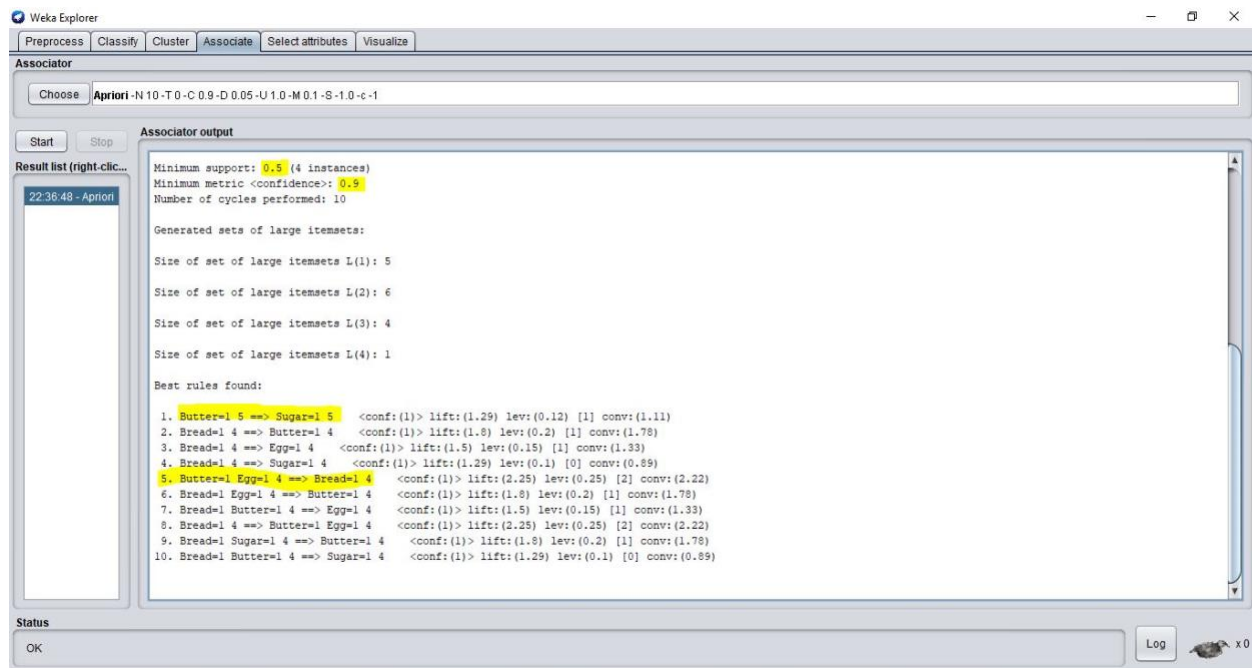 Weka Explorer
Preprocess Classify Cluster Associate Select attributes Visualize
Associator
Choose Apriori -N 10 -T 0 -C 0.9 -D 0.05 -U 1.0 -M 0.1 -S -1.0 -c -1
Start Stop
Associator output
Result list (right-clic...
22:36:48 - Apriori
Minimum support: 0.5 (4 instances)
Minimum metric <confidence>: 0.9
Number of cycles performed: 10
Generated sets of large itemsets:
Size of set of large itemsets L(1): 5
Size of set of large itemsets L(2): 6
Size of set of large itemsets L(3): 4
Size of set of large itemsets L(4): 1
Best rules found:
1. Butter=1 5 ==> Sugar=1 5 <conf:(1)> lift:(1.29) lev:(0.12) [1] conv:(1.11)
2. Bread=1 4 ==> Butter=1 4 <conf:(1)> lift:(1.8) lev:(0.2) [1] conv:(1.78)
3. Bread=1 4 ==> Egg=1 4 <conf:(1)> lift:(1.5) lev:(0.15) [1] conv:(1.33)
4. Bread=1 4 ==> Sugar=1 4 <conf:(1)> lift:(1.29) lev:(0.1) [0] conv:(0.89)
5. Butter=1 Egg=1 4 ==> Bread=1 4 <conf:(1)> lift:(2.25) lev:(0.25) [2] conv:(2.22)
6. Bread=1 Egg=1 4 ==> Butter=1 4 <conf:(1)> lift:(1.8) lev:(0.2) [1] conv:(1.78)
7. Bread=1 Butter=1 4 ==> Egg=1 4 <conf:(1)> lift:(1.5) lev:(0.15) [1] conv:(1.33)
8. Bread=1 4 ==> Butter=1 Egg=1 4 <conf:(1)> lift:(2.25) lev:(0.25) [2] conv:(2.22)
9. Bread=1 Sugar=1 4 ==> Butter=1 4 <conf:(1)> lift:(1.8) lev:(0.2) [1] conv:(1.78)
10. Bread=1 Butter=1 4 ==> Sugar=1 4 <conf:(1)> lift:(1.29) lev:(0.1) [0] conv:(0.89)
Status
OK
Log
x 0